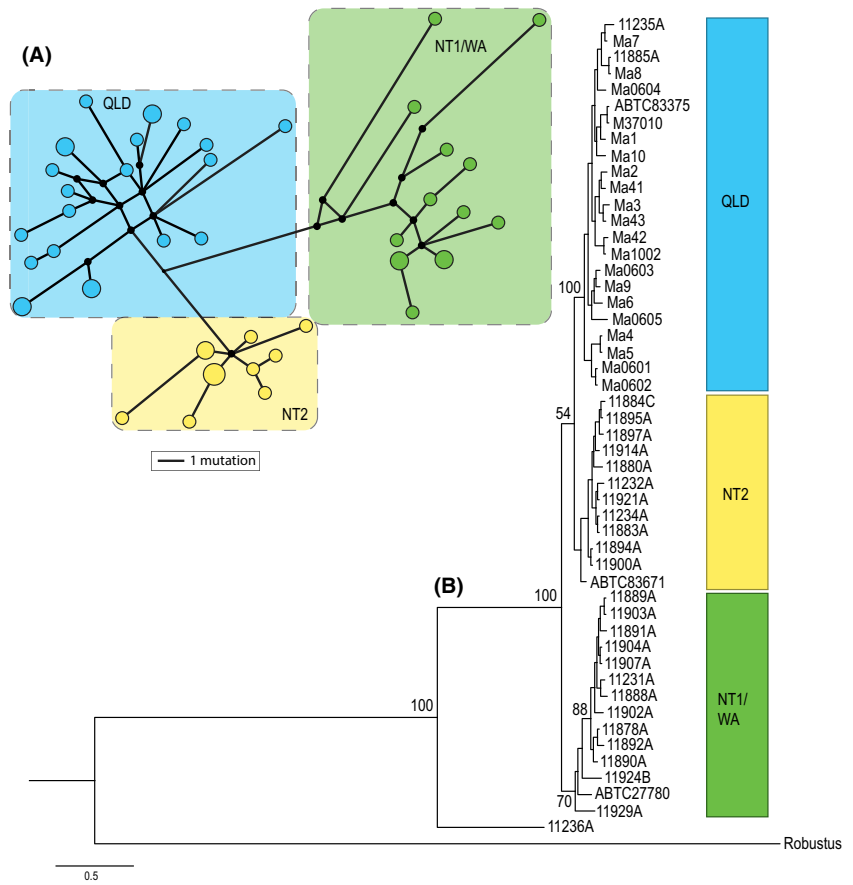 (A)
QLD
NT1/WA
NT2
1 mutation
(B)
11235A
Ma7
11885A
Ma8
Ma0604
ABTC83375
M37010
Ma1
Ma10
Ma2
Ma41
Ma3
Ma43
Ma42
Ma1002
Ma0603
Ma9
Ma6
Ma0605
Ma4
Ma5
Ma0601
Ma0602
11884C
11895A
11897A
11914A
11880A
11232A
11921A
11234A
11883A
11894A
11900A
ABTC83671
11889A
11903A
11891A
11904A
11907A
11231A
11888A
11902A
11878A
11892A
11890A
11924B
ABTC27780
11929A
11236A
Robustus
100
54
100
100
88
70
QLD
NT2
NT1/
WA
0.5